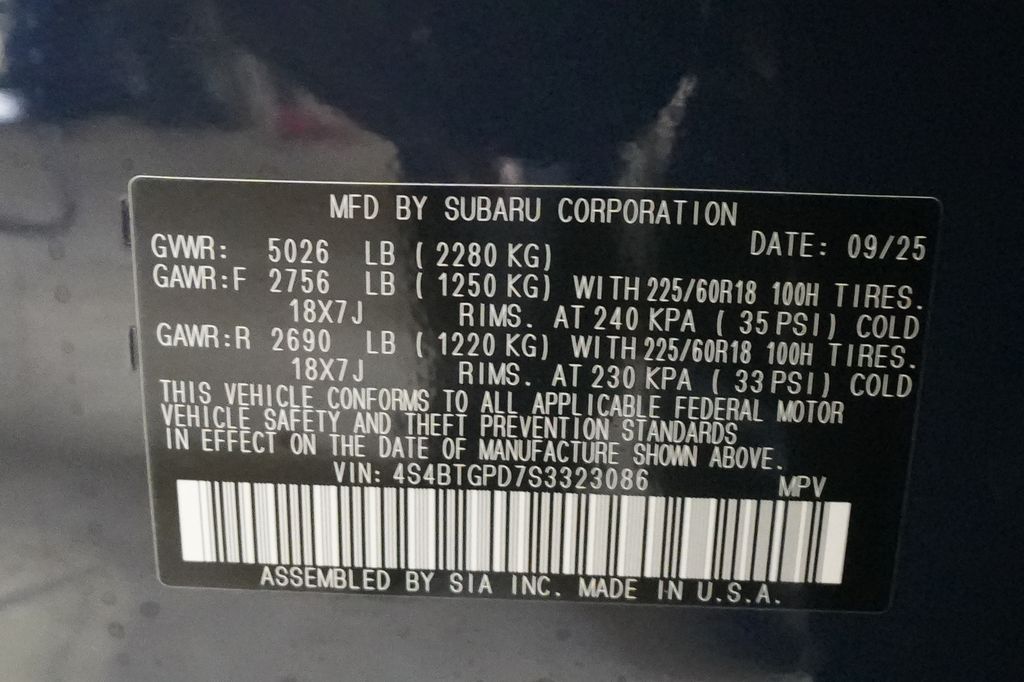 MFD BY SUBARU CORPORATION
DATE: 09/25
GVWR: 5026 LB ( 2280 KG)
GAWR:F 2756 LB ( 1250 KG) WITH 225/60R18 100H TIRES.
18X7J RIMS. AT 240 KPA ( 35 PSI) COLD
GAWR:R 2690 LB ( 1220 KG) WITH 225/60R18 100H TIRES.
18X7J RIMS. AT 230 KPA ( 33 PSI) COLD
THIS VEHICLE CONFORMS TO ALL APPLICABLE FEDERAL MOTOR
VEHICLE SAFETY AND THEFT PREVENTION STANDARDS
IN EFFECT ON THE DATE OF MANUFACTURE SHOWN ABOVE.
VIN: 4S4BTGPD7S3323086 MPV
ASSEMBLED BY SIA INC. MADE IN U.S.A.